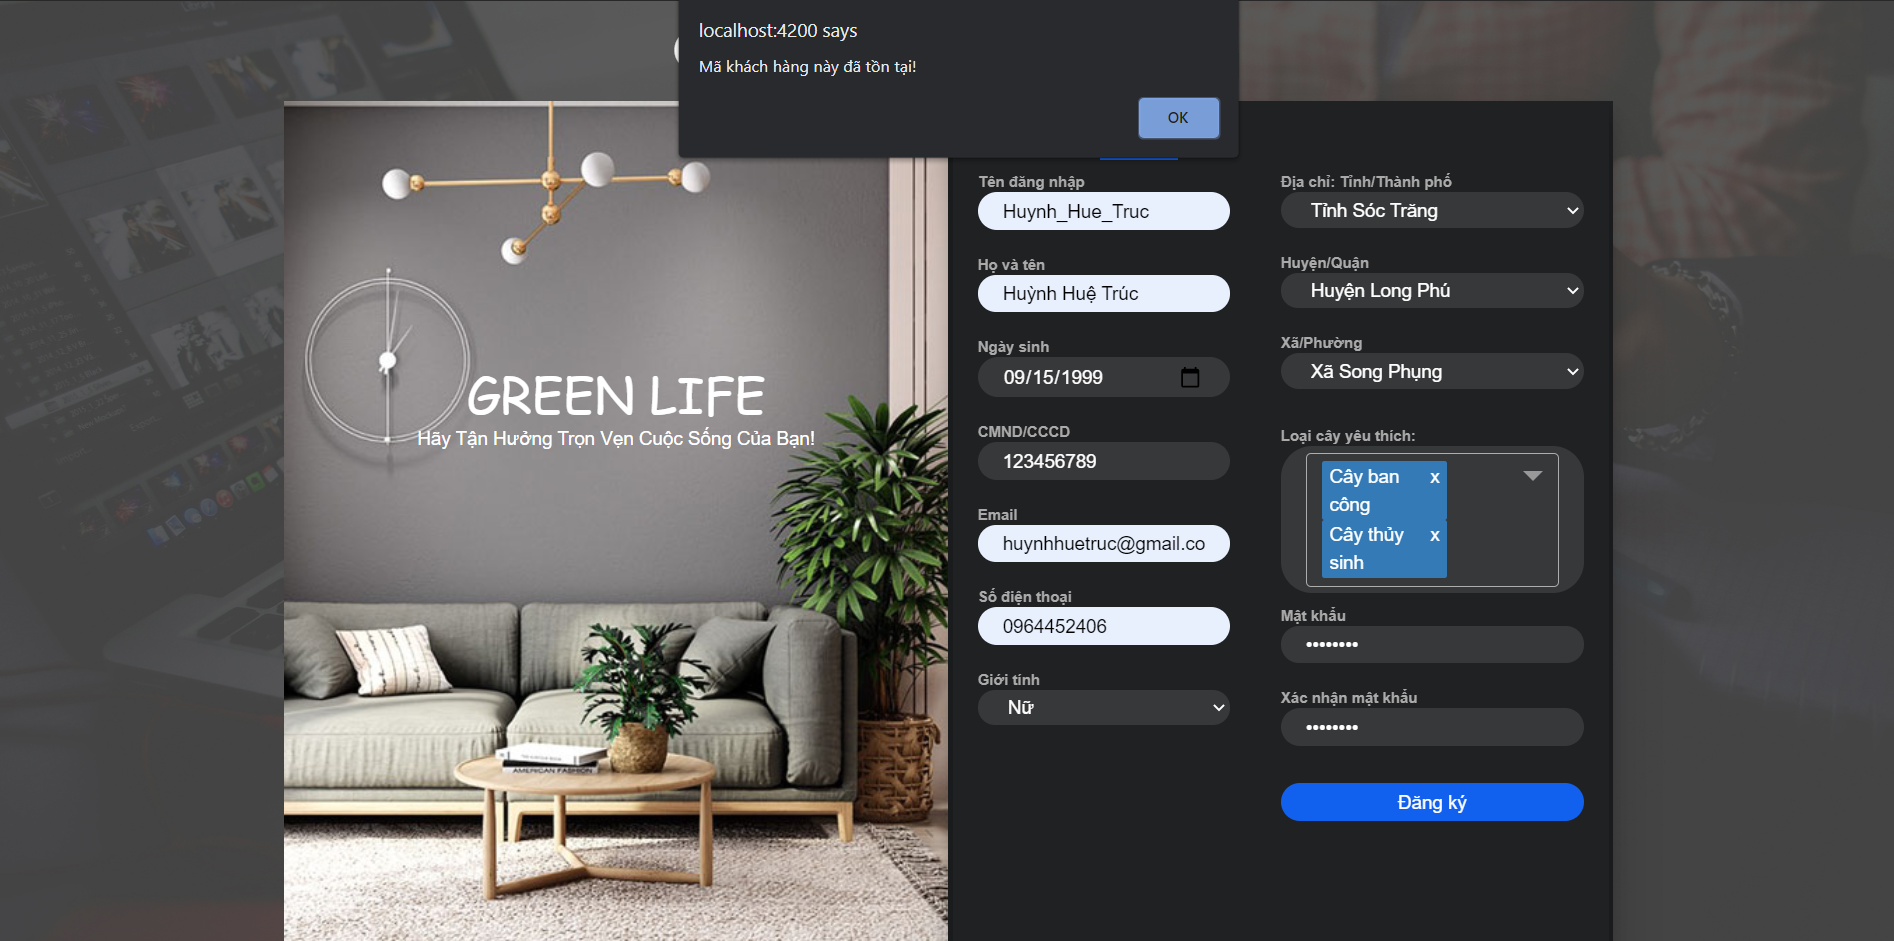 localhost:4200 says
Mã khách hàng này đã tồn tại!
OK
GREEN LIFE
Hãy Tận Hưởng Trọn Vẹn Cuộc Sống Của Bạn!
AMERICAN FASHION
Tên đăng nhập
Huynh_Hue_Truc
Họ và tên
Huỳnh Huệ Trúc
Ngày sinh
09/15/1999
CMND/CCCD
123456789
Email
huynhhuetruc@gmail.co
Số điện thoại
0964452406
Giới tính
Nữ
Địa chỉ: Tỉnh/Thành phố
Tỉnh Sóc Trăng
Huyện/Quận
Huyện Long Phú
Xã/Phường
Xã Song Phụng
Loại cây yêu thích:
Cây ban x
công
Cây thủy x
sinh
Mật khẩu
••••••••
Xác nhận mật khẩu
••••••••
Đăng ký